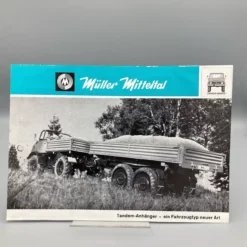 Müller Mitteltal
Tandem-Anhänger - ein Fahrzeugtyp neuer Art